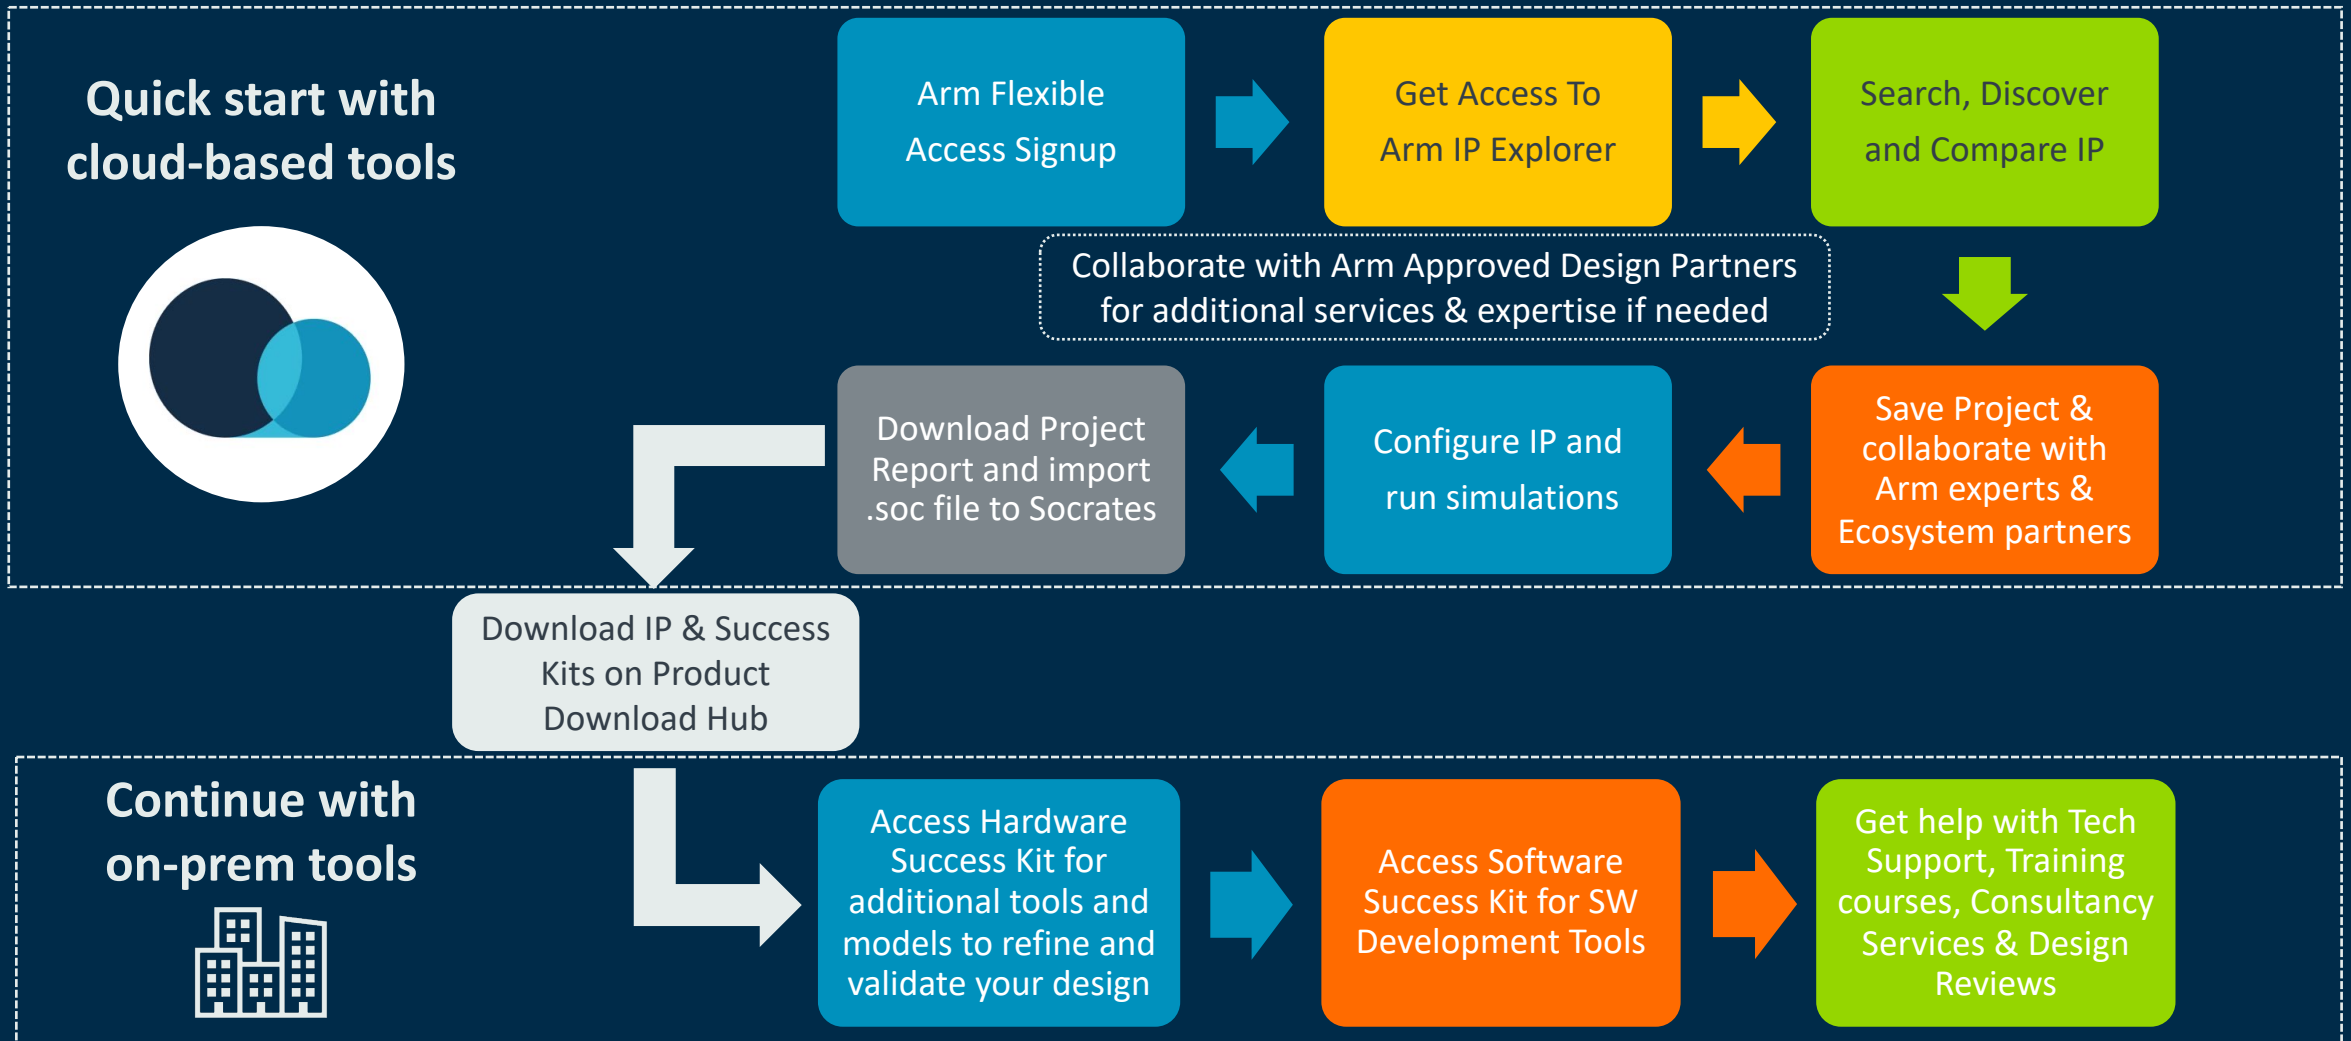 Quick start with
cloud-based tools
Arm Flexible
Access Signup
Get Access To
Arm IP Explorer
Search, Discover
and Compare IP
Collaborate with Arm Approved Design Partners
for additional services & expertise if needed
Save Project &
collaborate with
Arm experts &
Ecosystem partners
Configure IP and
run simulations
Download Project
Report and import
.soc file to Socrates
Download IP & Success
Kits on Product
Download Hub
Continue with
on-prem tools
Access Hardware
Success Kit for
additional tools and
models to refine and
validate your design
Access Software
Success Kit for SW
Development Tools
Get help with Tech
Support, Training
courses, Consultancy
Services & Design
Reviews